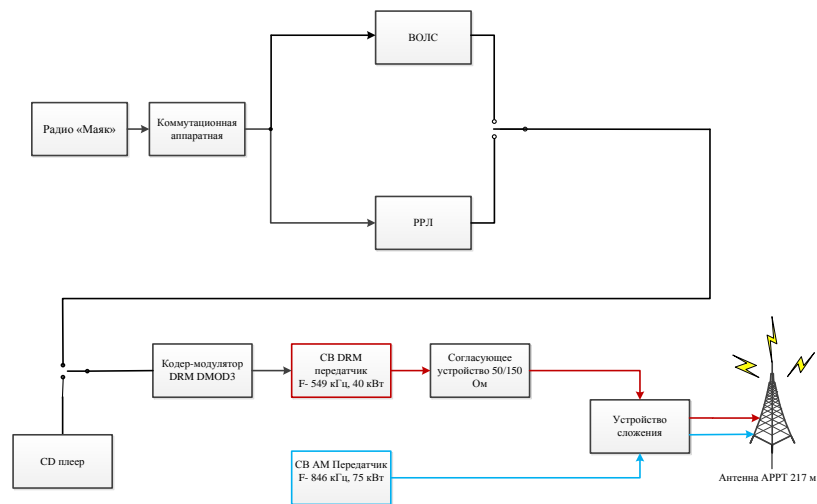 ВОЛС
Радио «Маяк»
Коммутационная
аппаратная
РРЛ
Кодер-модулятор
DRM DMOD3
СВ DRM
передатчик
F- 549 кГц, 40 кВт
Согласующее
устройство 50/150
Ом
Устройство
сложения
CD плеер
СВ АМ Передатчик
F- 846 кГц, 75 кВт
Антенна АРРТ 217 м